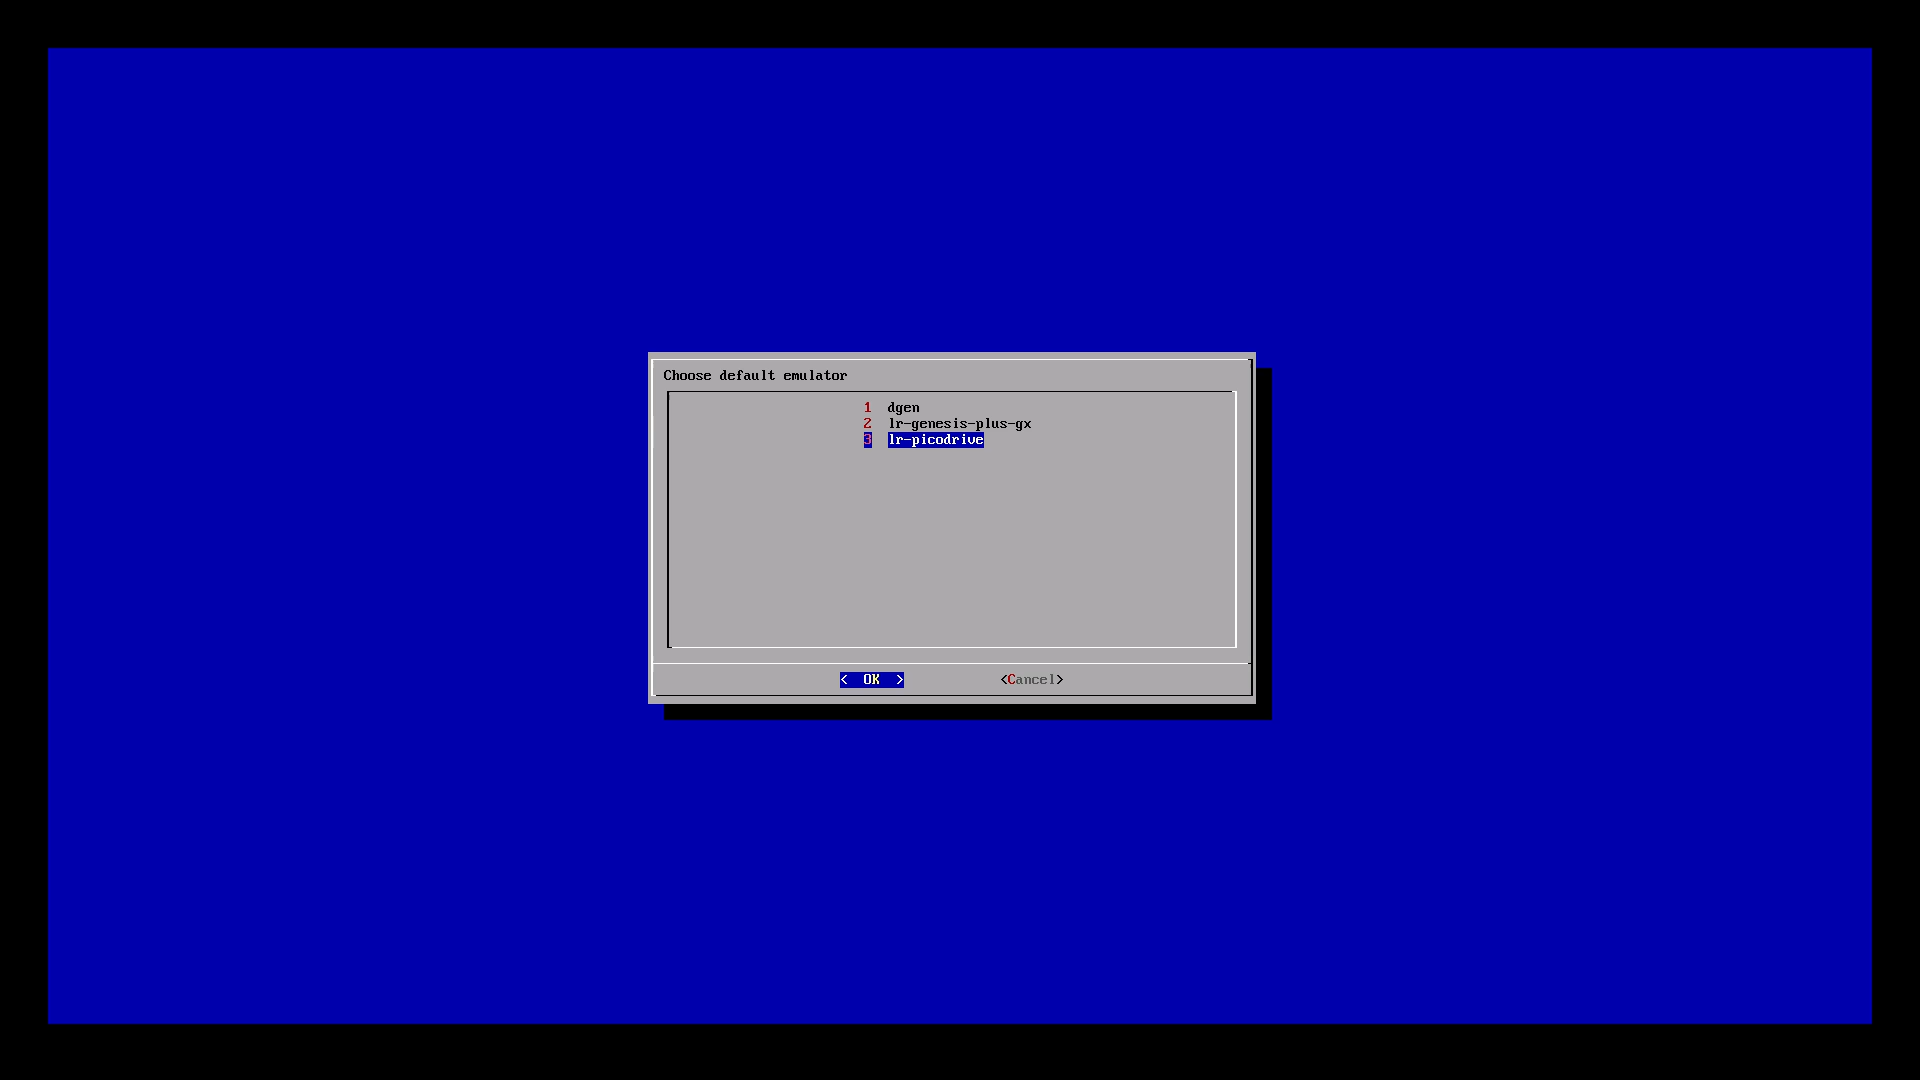 Choose default emulator
1 dgen
2 lr-genesis-plus-gx
3 lr-picodrive
< OK > <Cancel>